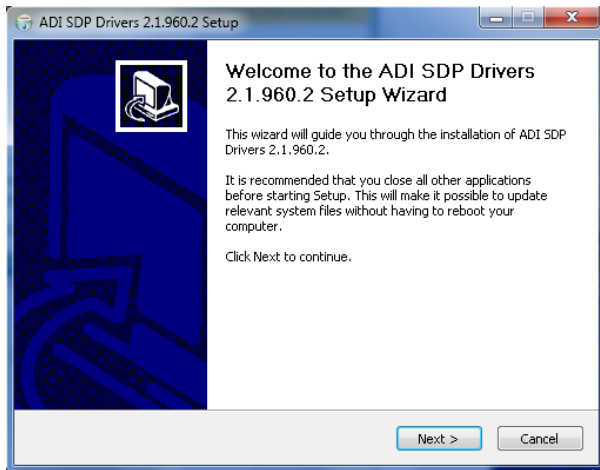 ADI SDP Drivers 2.1.960.2 Setup
Welcome to the ADI SDP Drivers
2.1.960.2 Setup Wizard
This wizard will guide you through the installation of ADI SDP
Drivers 2.1.960.2.
It is recommended that you close all other applications
before starting Setup. This will make it possible to update
relevant system files without having to reboot your
computer.
Click Next to continue.
Next >
Cancel